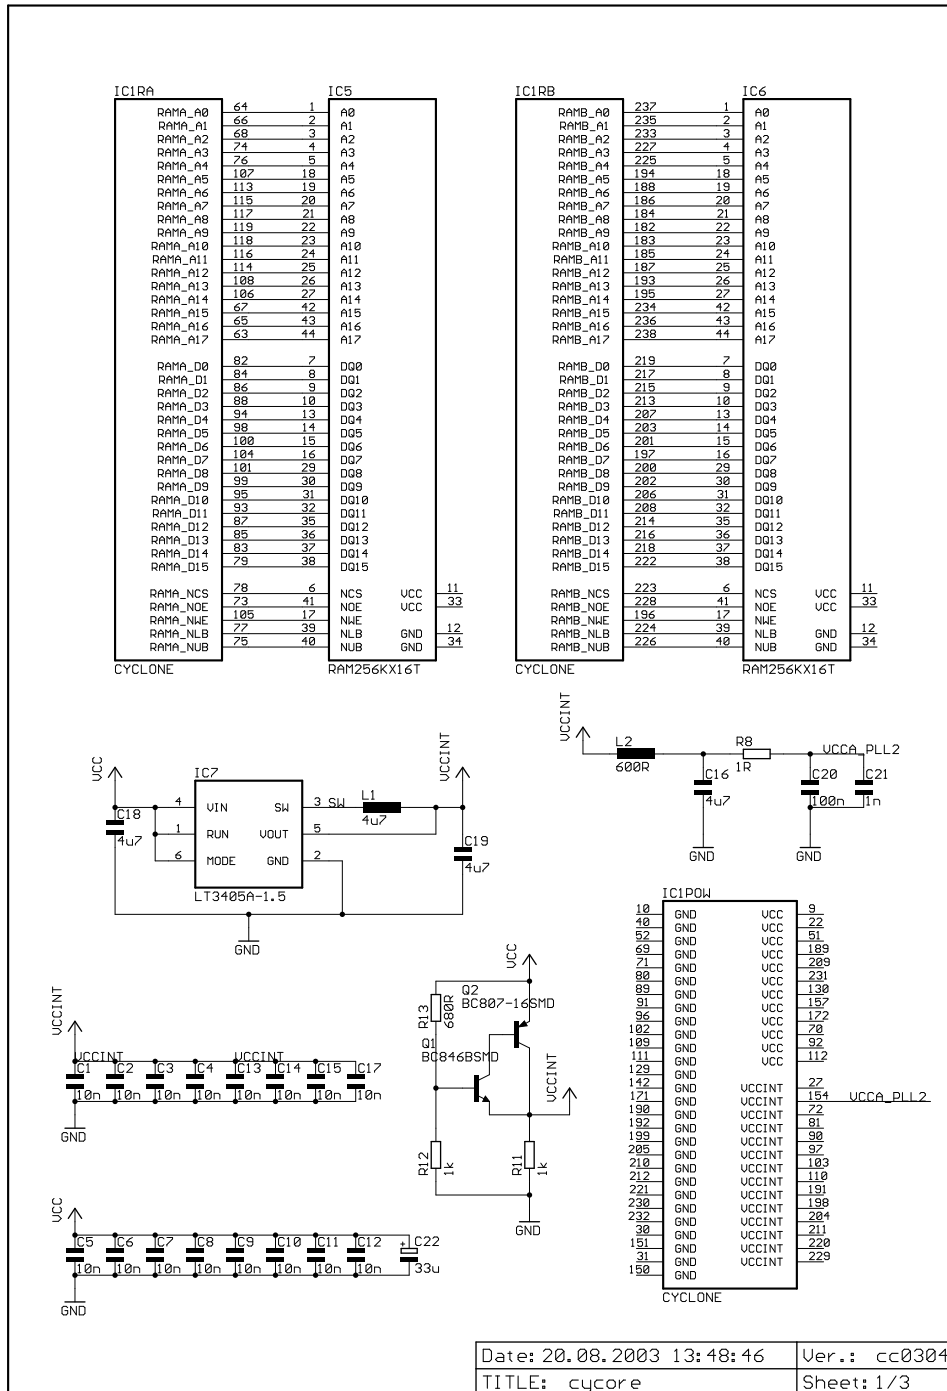 IC1RA IC5 IC1RB IC6
RAMA_A0 64 1 A0 RAMB_A0 237 1 A0
RAMA_A1 66 2 A1 RAMB_A1 235 2 A1
RAMA_A2 68 3 A2 RAMB_A2 233 3 A2
RAMA_A3 74 4 A3 RAMB_A3 227 4 A3
RAMA_A4 76 5 A4 RAMB_A4 225 5 A4
RAMA_A5 107 18 A5 RAMB_A5 194 18 A5
RAMA_A6 113 19 A6 RAMB_A6 188 19 A6
RAMA_A7 115 20 A7 RAMB_A7 186 20 A7
RAMA_A8 117 21 A8 RAMB_A8 184 21 A8
RAMA_A9 119 22 A9 RAMB_A9 182 22 A9
RAMA_A10 118 23 A10 RAMB_A10 183 23 A10
RAMA_A11 116 24 A11 RAMB_A11 185 24 A11
RAMA_A12 114 25 A12 RAMB_A12 187 25 A12
RAMA_A13 108 26 A13 RAMB_A13 193 26 A13
RAMA_A14 106 27 A14 RAMB_A14 195 27 A14
RAMA_A15 67 42 A15 RAMB_A15 234 42 A15
RAMA_A16 65 43 A16 RAMB_A16 236 43 A16
RAMA_A17 63 44 A17 RAMB_A17 238 44 A17
RAMA_D0 82 7 DQ0 RAMB_D0 219 7 DQ0
RAMA_D1 84 8 DQ1 RAMB_D1 217 8 DQ1
RAMA_D2 86 9 DQ2 RAMB_D2 215 9 DQ2
RAMA_D3 88 10 DQ3 RAMB_D3 213 10 DQ3
RAMA_D4 94 13 DQ4 RAMB_D4 207 13 DQ4
RAMA_D5 98 14 DQ5 RAMB_D5 203 14 DQ5
RAMA_D6 100 15 DQ6 RAMB_D6 201 15 DQ6
RAMA_D7 104 16 DQ7 RAMB_D7 197 16 DQ7
RAMA_D8 101 29 DQ8 RAMB_D8 200 29 DQ8
RAMA_D9 99 30 DQ9 RAMB_D9 202 30 DQ9
RAMA_D10 95 31 DQ10 RAMB_D10 206 31 DQ10
RAMA_D11 93 32 DQ11 RAMB_D11 208 32 DQ11
RAMA_D12 87 35 DQ12 RAMB_D12 214 35 DQ12
RAMA_D13 85 36 DQ13 RAMB_D13 216 36 DQ13
RAMA_D14 83 37 DQ14 RAMB_D14 218 37 DQ14
RAMA_D15 79 38 DQ15 RAMB_D15 222 38 DQ15
RAMA_NCS 78 6 NCS VCC 11 RAMB_NCS 223 6 NCS VCC 11
RAMA_NOE 73 41 NOE VCC 33 RAMB_NOE 228 41 NOE VCC 33
RAMA_NWE 105 17 NWE RAMB_NWE 196 17 NWE
RAMA_NLB 77 39 NLB GND 12 RAMB_NLB 224 39 NLB GND 12
RAMA_NUB 75 40 NUB GND 34 RAMB_NUB 226 40 NUB GND 34
CYCLONE RAM256KX16T CYCLONE RAM256KX16T
VCCINT
L2 R8 VCCA_PLL2
600R 1R
C16 C20 C21
4u7 100n 1n
GND GND
VCC IC7 VCCINT
4 VIN SW 3 SW L1
4u7
C18
4u7
1 RUN VOUT 5
6 MODE GND 2
C19
4u7
LT3405A-1.5
GND
IC1POW
10 GND VCC 9
40 GND VCC 22
52 GND VCC 51
69 GND VCC 189
71 GND VCC 209
80 GND VCC 231
89 GND VCC 130
91 GND VCC 157
96 GND VCC 172
102 GND VCC 70
109 GND VCC 92
111 GND VCC 112
129 GND
142 GND VCCINT 27
171 GND VCCINT 154 VCCA_PLL2
190 GND VCCINT 72
192 GND VCCINT 81
199 GND VCCINT 90
205 GND VCCINT 97
210 GND VCCINT 103
212 GND VCCINT 110
221 GND VCCINT 191
230 GND VCCINT 198
232 GND VCCINT 204
30 GND VCCINT 211
151 GND VCCINT 220
31 GND VCCINT 229
150 GND
CYCLONE
VCC
R13
680R
Q2
BC807-16SMD
Q1
BC846BSMD
VCCINT
R12
1k
R11
1k
GND
VCCINT
VCCINT VCCINT
C1 C2 C3 C4 C13 C14 C15 C17
10n 10n 10n 10n 10n 10n 10n 10n
GND
VCC
C5 C6 C7 C8 C9 C10 C11 C12 + C22
10n 10n 10n 10n 10n 10n 10n 10n 33u
GND
Date: 20.08.2003 13:48:46 Ver.: cc0304
TITLE: cycore Sheet: 1/3